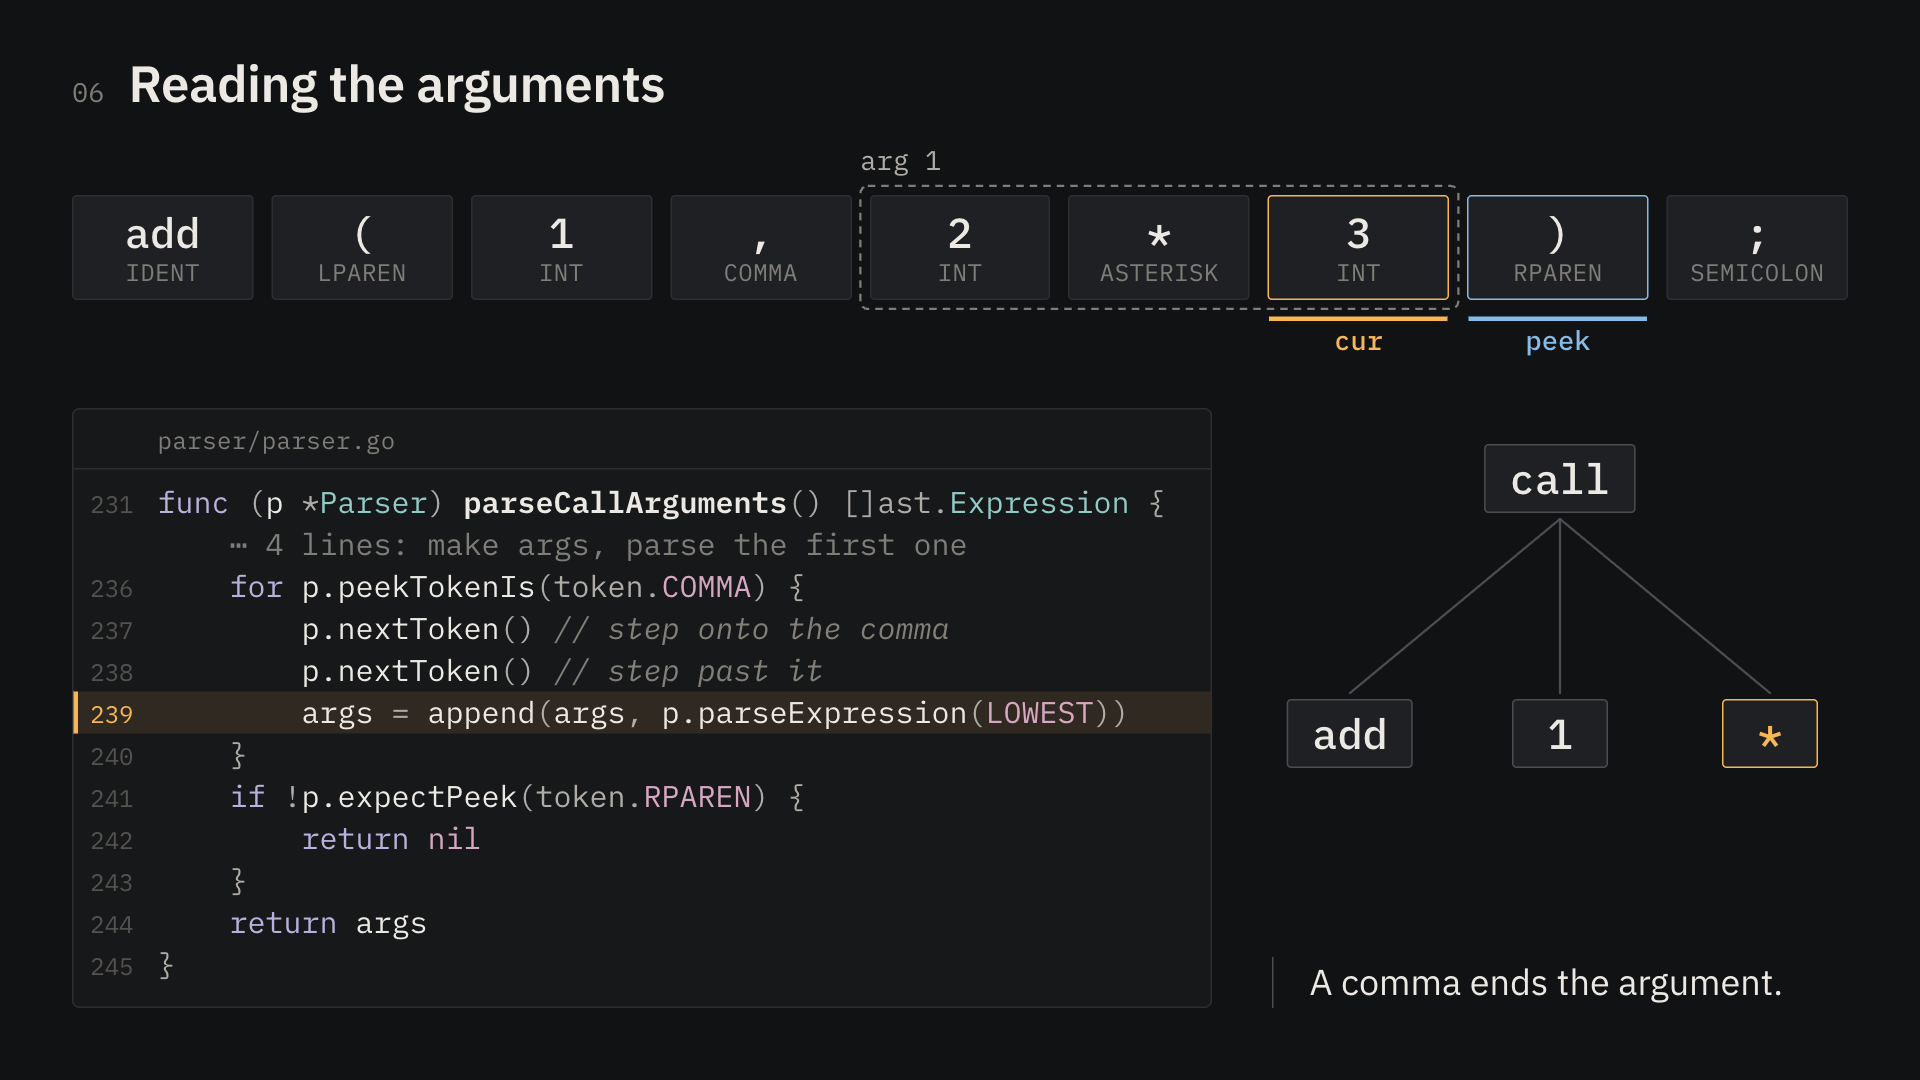 06 Reading the arguments
arg 1
add ( 1 , 2 * 3 ) ;
IDENT LPAREN INT COMMA INT ASTERISK INT RPAREN SEMICOLON
cur peek
parser/parser.go
231 func (p *Parser) parseCallArguments() []ast.Expression {
⋯ 4 lines: make args, parse the first one
236 for p.peekTokenIs(token.COMMA) {
237 p.nextToken() // step onto the comma
238 p.nextToken() // step past it
239 args = append(args, p.parseExpression(LOWEST))
240 }
241 if !p.expectPeek(token.RPAREN) {
242 return nil
243 }
244 return args
245 }
call
add 1 *
A comma ends the argument.